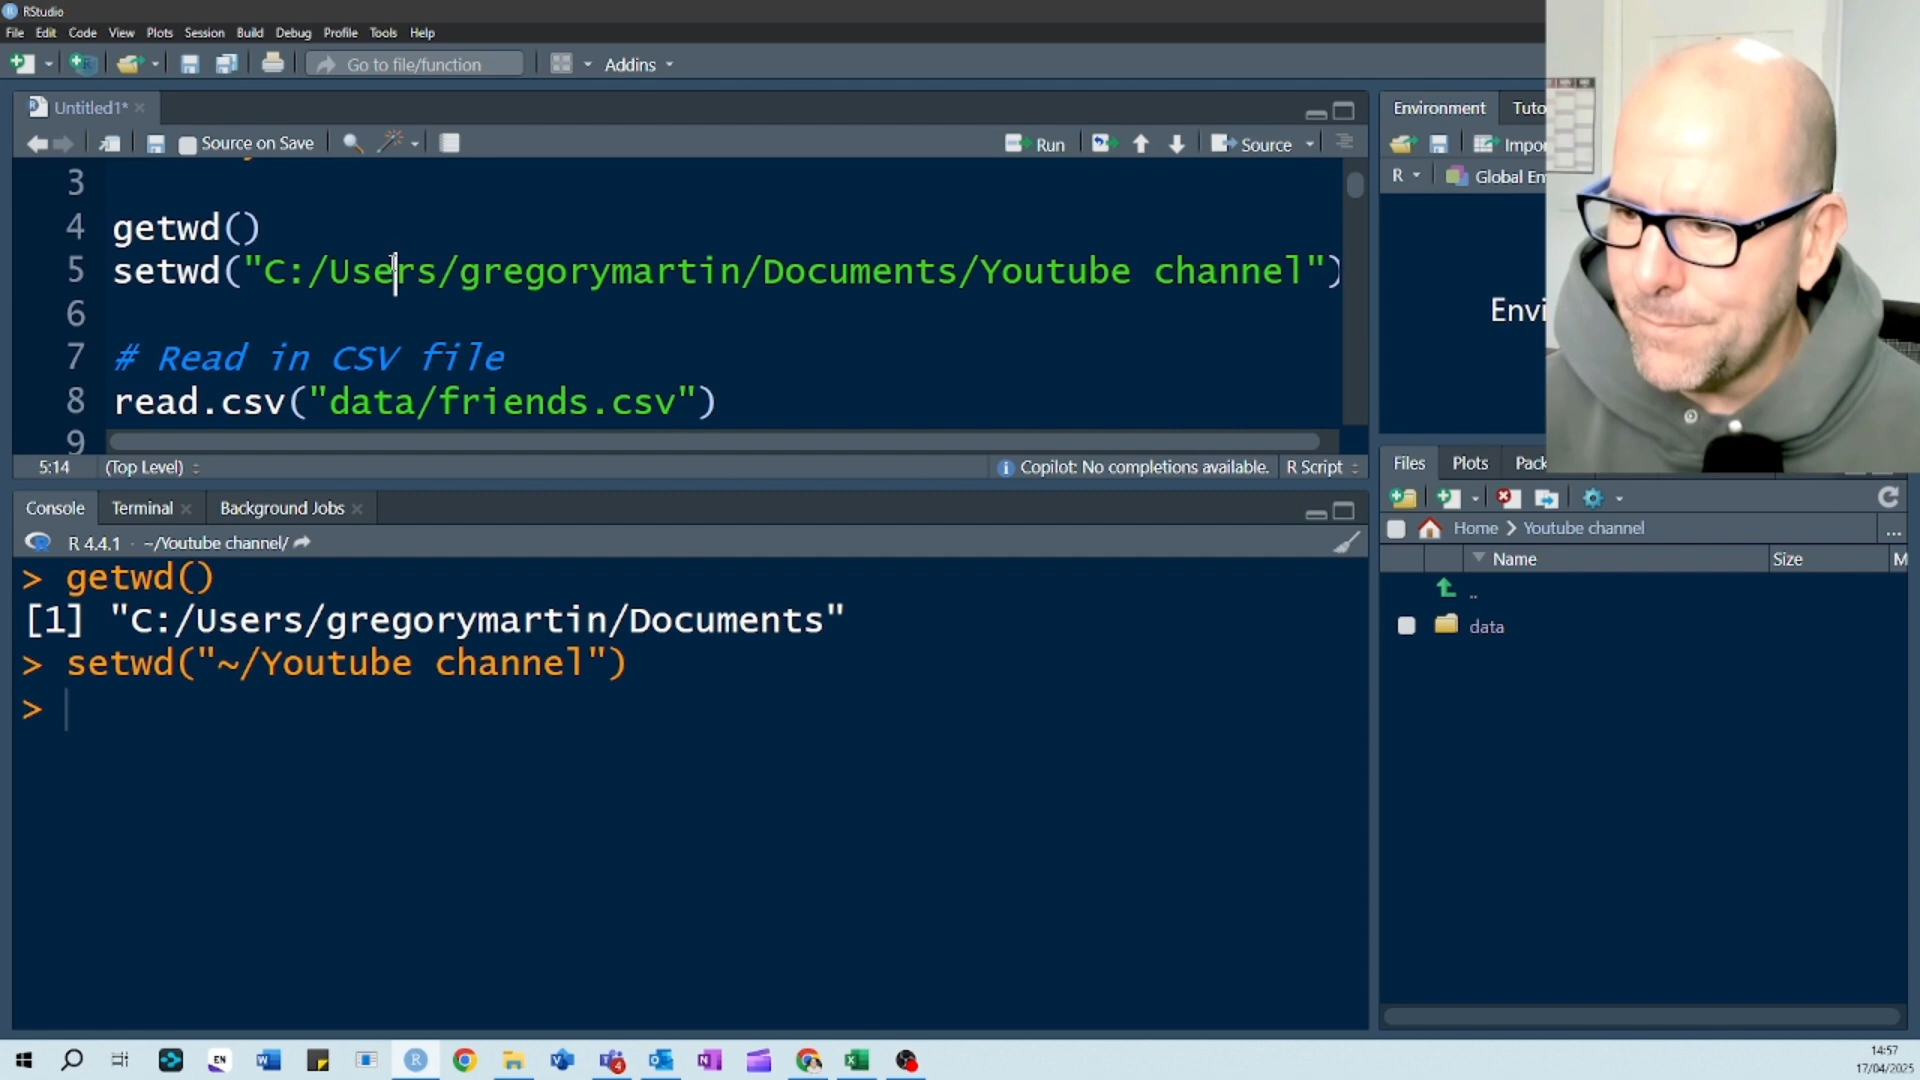 RStudio
File Edit Code View Plots Session Build Debug Profile Tools Help
Go to file/function Addins
Untitled1*
Source on Save Run Source
3
4 getwd()
5 setwd("C:/Users/gregorymartin/Documents/Youtube channel")
6
7 # Read in CSV file
8 read.csv("data/friends.csv")
9
5:14 (Top Level) Copilot: No completions available. R Script
Console Terminal Background Jobs
R 4.4.1 · ~/Youtube channel/
> getwd()
[1] "C:/Users/gregorymartin/Documents"
> setwd("~/Youtube channel")
>
Environment Tuto
Impo
R Global En
Envi
Files Plots Pack
Home Youtube channel ...
Name Size M
..
data
EN
4
14:57
17/04/2025